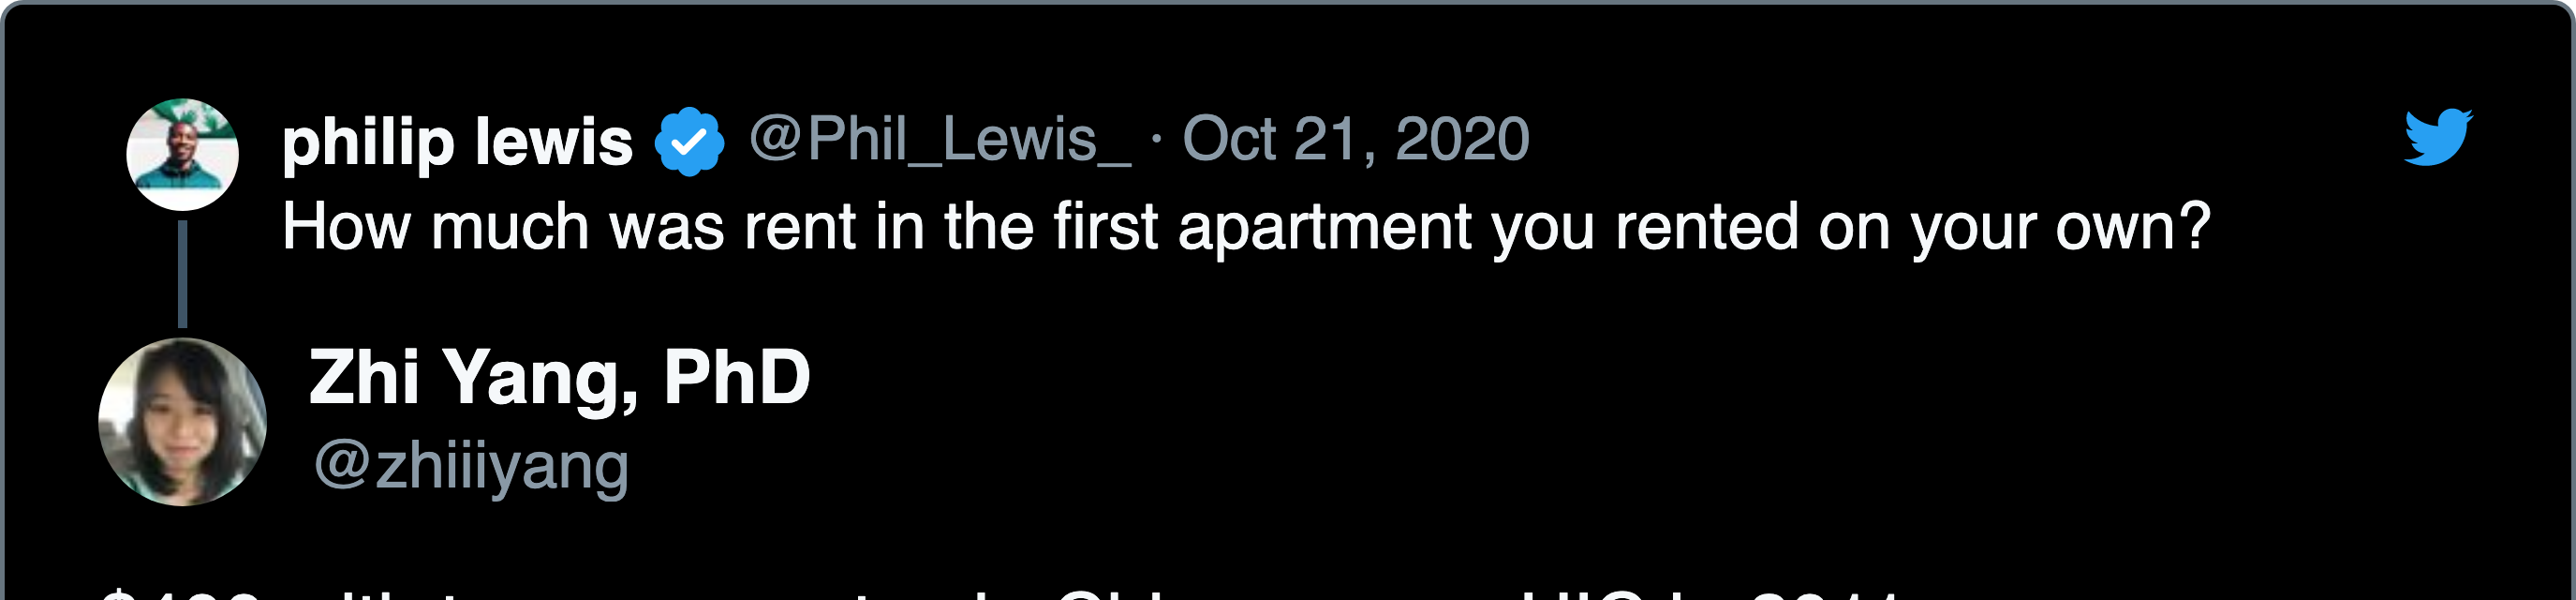 philip lewis @Phil_Lewis_ · Oct 21, 2020
How much was rent in the first apartment you rented on your own?
Zhi Yang, PhD
@zhiiiyang